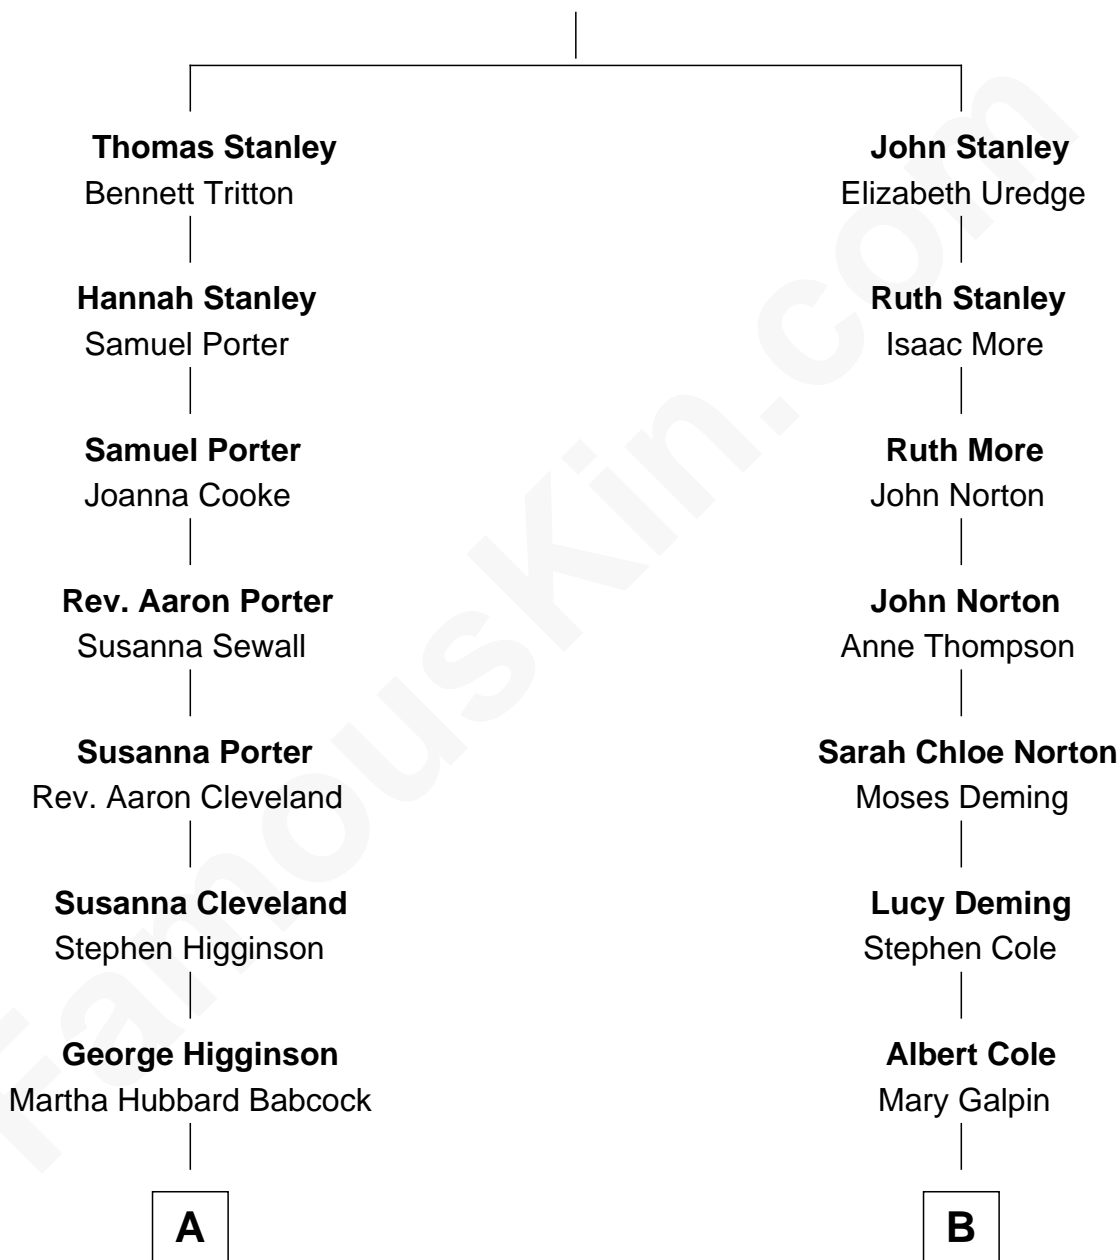 Thomas Stanley
Bennett Tritton
Hannah Stanley
Samuel Porter
Samuel Porter
Joanna Cooke
Rev. Aaron Porter
Susanna Sewall
Susanna Porter
Rev. Aaron Cleveland
Susanna Cleveland
Stephen Higginson
George Higginson
Martha Hubbard Babcock
A
John Stanley
Elizabeth Uredge
Ruth Stanley
Isaac More
Ruth More
John Norton
John Norton
Anne Thompson
Sarah Chloe Norton
Moses Deming
Lucy Deming
Stephen Cole
Albert Cole
Mary Galpin
B
FamousKin.com